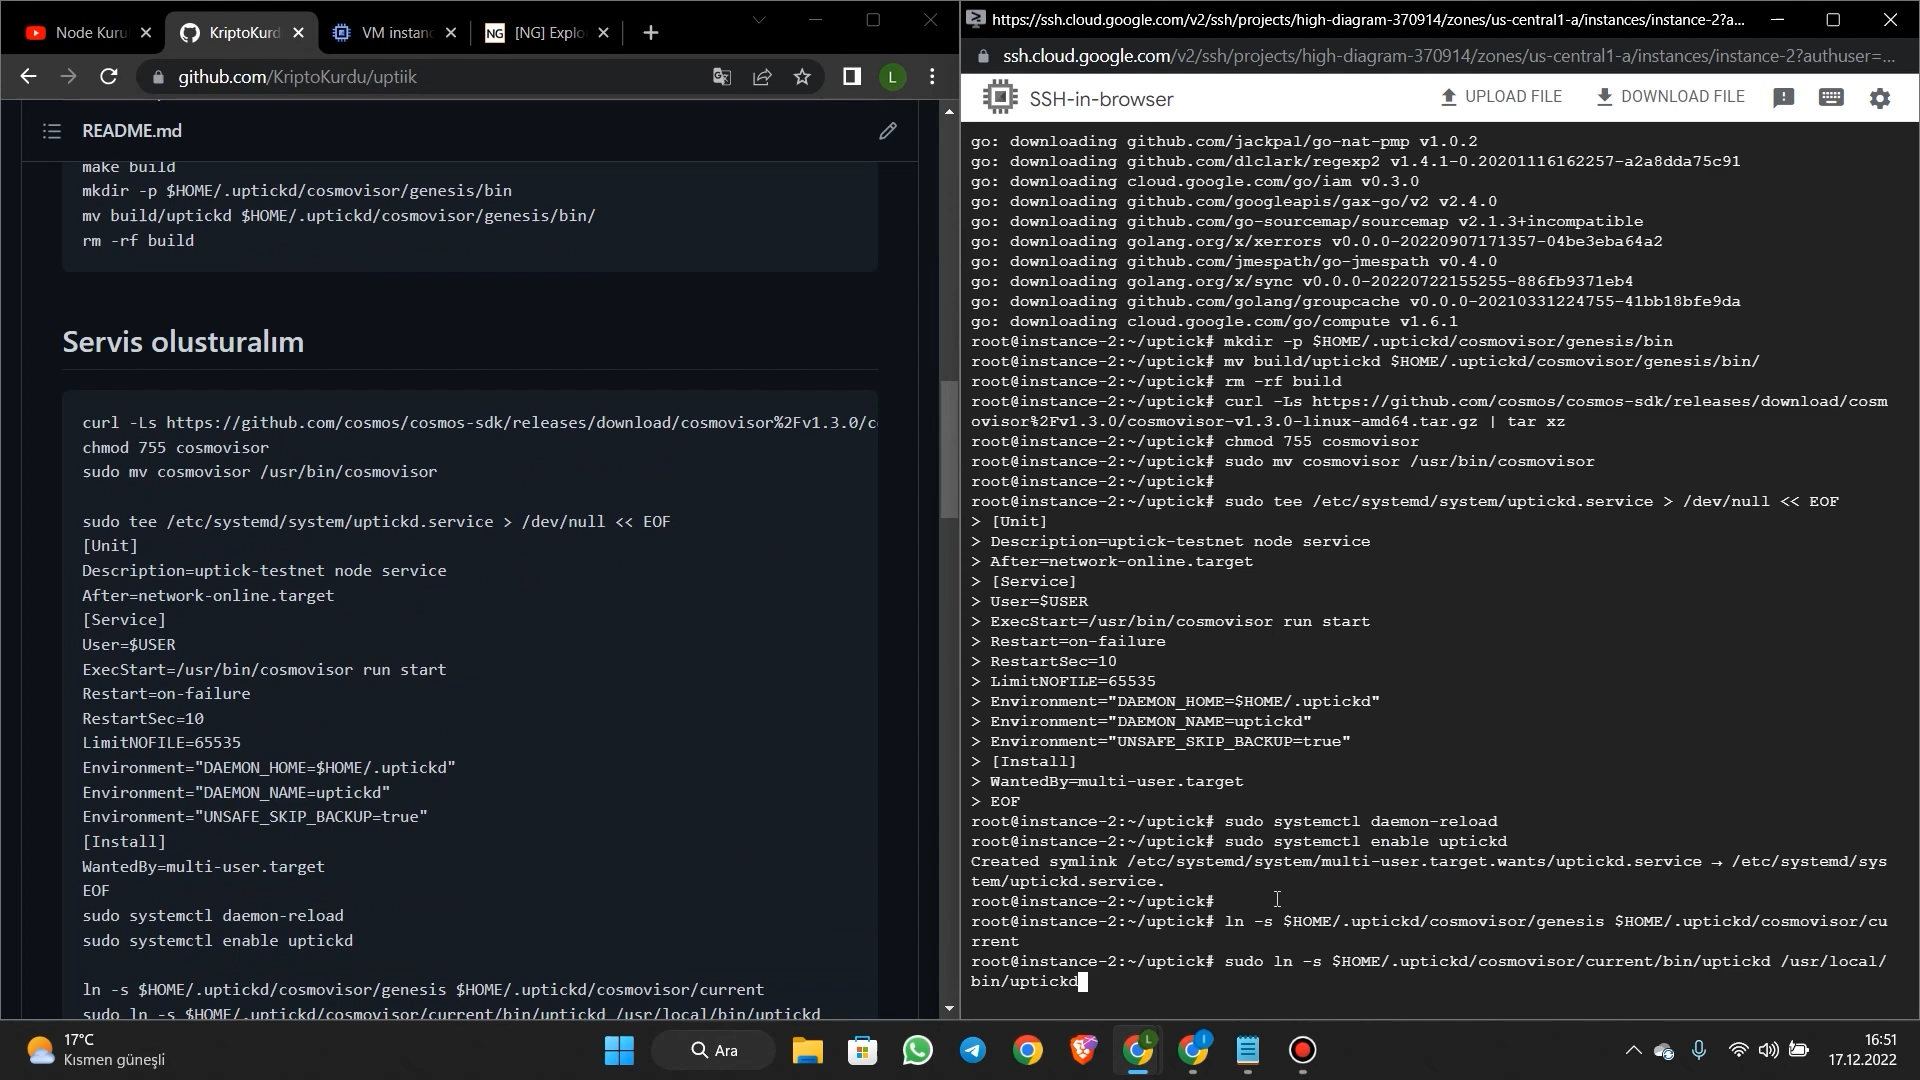 Node Kuru
KriptoKurd
VM instanc
NG
[NG] Explo
github.com/KriptoKurdu/uptiik
L
README.md
make build
mkdir -p $HOME/.uptickd/cosmovisor/genesis/bin
mv build/uptickd $HOME/.uptickd/cosmovisor/genesis/bin/
rm -rf build
Servis olusturalım
curl -Ls https://github.com/cosmos/cosmos-sdk/releases/download/cosmovisor%2Fv1.3.0/c
chmod 755 cosmovisor
sudo mv cosmovisor /usr/bin/cosmovisor
sudo tee /etc/systemd/system/uptickd.service > /dev/null << EOF
[Unit]
Description=uptick-testnet node service
After=network-online.target
[Service]
User=$USER
ExecStart=/usr/bin/cosmovisor run start
Restart=on-failure
RestartSec=10
LimitNOFILE=65535
Environment="DAEMON_HOME=$HOME/.uptickd"
Environment="DAEMON_NAME=uptickd"
Environment="UNSAFE_SKIP_BACKUP=true"
[Install]
WantedBy=multi-user.target
EOF
sudo systemctl daemon-reload
sudo systemctl enable uptickd
ln -s $HOME/.uptickd/cosmovisor/genesis $HOME/.uptickd/cosmovisor/current
sudo ln -s $HOME/.uptickd/cosmovisor/current/bin/uptickd /usr/local/bin/uptickd
https://ssh.cloud.google.com/v2/ssh/projects/high-diagram-370914/zones/us-central1-a/instances/instance-2?a...
ssh.cloud.google.com/v2/ssh/projects/high-diagram-370914/zones/us-central1-a/instances/instance-2?authuser=...
SSH-in-browser
UPLOAD FILE
DOWNLOAD FILE
go: downloading github.com/jackpal/go-nat-pmp v1.0.2
go: downloading github.com/dlclark/regexp2 v1.4.1-0.20201116162257-a2a8dda75c91
go: downloading cloud.google.com/go/iam v0.3.0
go: downloading github.com/googleapis/gax-go/v2 v2.4.0
go: downloading github.com/go-sourcemap/sourcemap v2.1.3+incompatible
go: downloading golang.org/x/xerrors v0.0.0-20220907171357-04be3eba64a2
go: downloading github.com/jmespath/go-jmespath v0.4.0
go: downloading golang.org/x/sync v0.0.0-20220722155255-886fb9371eb4
go: downloading github.com/golang/groupcache v0.0.0-20210331224755-41bb18bfe9da
go: downloading cloud.google.com/go/compute v1.6.1
root@instance-2:~/uptick# mkdir -p $HOME/.uptickd/cosmovisor/genesis/bin
root@instance-2:~/uptick# mv build/uptickd $HOME/.uptickd/cosmovisor/genesis/bin/
root@instance-2:~/uptick# rm -rf build
root@instance-2:~/uptick# curl -Ls https://github.com/cosmos/cosmos-sdk/releases/download/cosm
ovisor%2Fv1.3.0/cosmovisor-v1.3.0-linux-amd64.tar.gz | tar xz
root@instance-2:~/uptick# chmod 755 cosmovisor
root@instance-2:~/uptick# sudo mv cosmovisor /usr/bin/cosmovisor
root@instance-2:~/uptick#
root@instance-2:~/uptick# sudo tee /etc/systemd/system/uptickd.service > /dev/null << EOF
> [Unit]
> Description=uptick-testnet node service
> After=network-online.target
> [Service]
> User=$USER
> ExecStart=/usr/bin/cosmovisor run start
> Restart=on-failure
> RestartSec=10
> LimitNOFILE=65535
> Environment="DAEMON_HOME=$HOME/.uptickd"
> Environment="DAEMON_NAME=uptickd"
> Environment="UNSAFE_SKIP_BACKUP=true"
> [Install]
> WantedBy=multi-user.target
> EOF
root@instance-2:~/uptick# sudo systemctl daemon-reload
root@instance-2:~/uptick# sudo systemctl enable uptickd
Created symlink /etc/systemd/system/multi-user.target.wants/uptickd.service → /etc/systemd/sys
tem/uptickd.service.
root@instance-2:~/uptick#
root@instance-2:~/uptick# ln -s $HOME/.uptickd/cosmovisor/genesis $HOME/.uptickd/cosmovisor/cu
rrent
root@instance-2:~/uptick# sudo ln -s $HOME/.uptickd/cosmovisor/current/bin/uptickd /usr/local/
bin/uptickd
17°C
Kısmen güneşli
Ara
16:51
17.12.2022